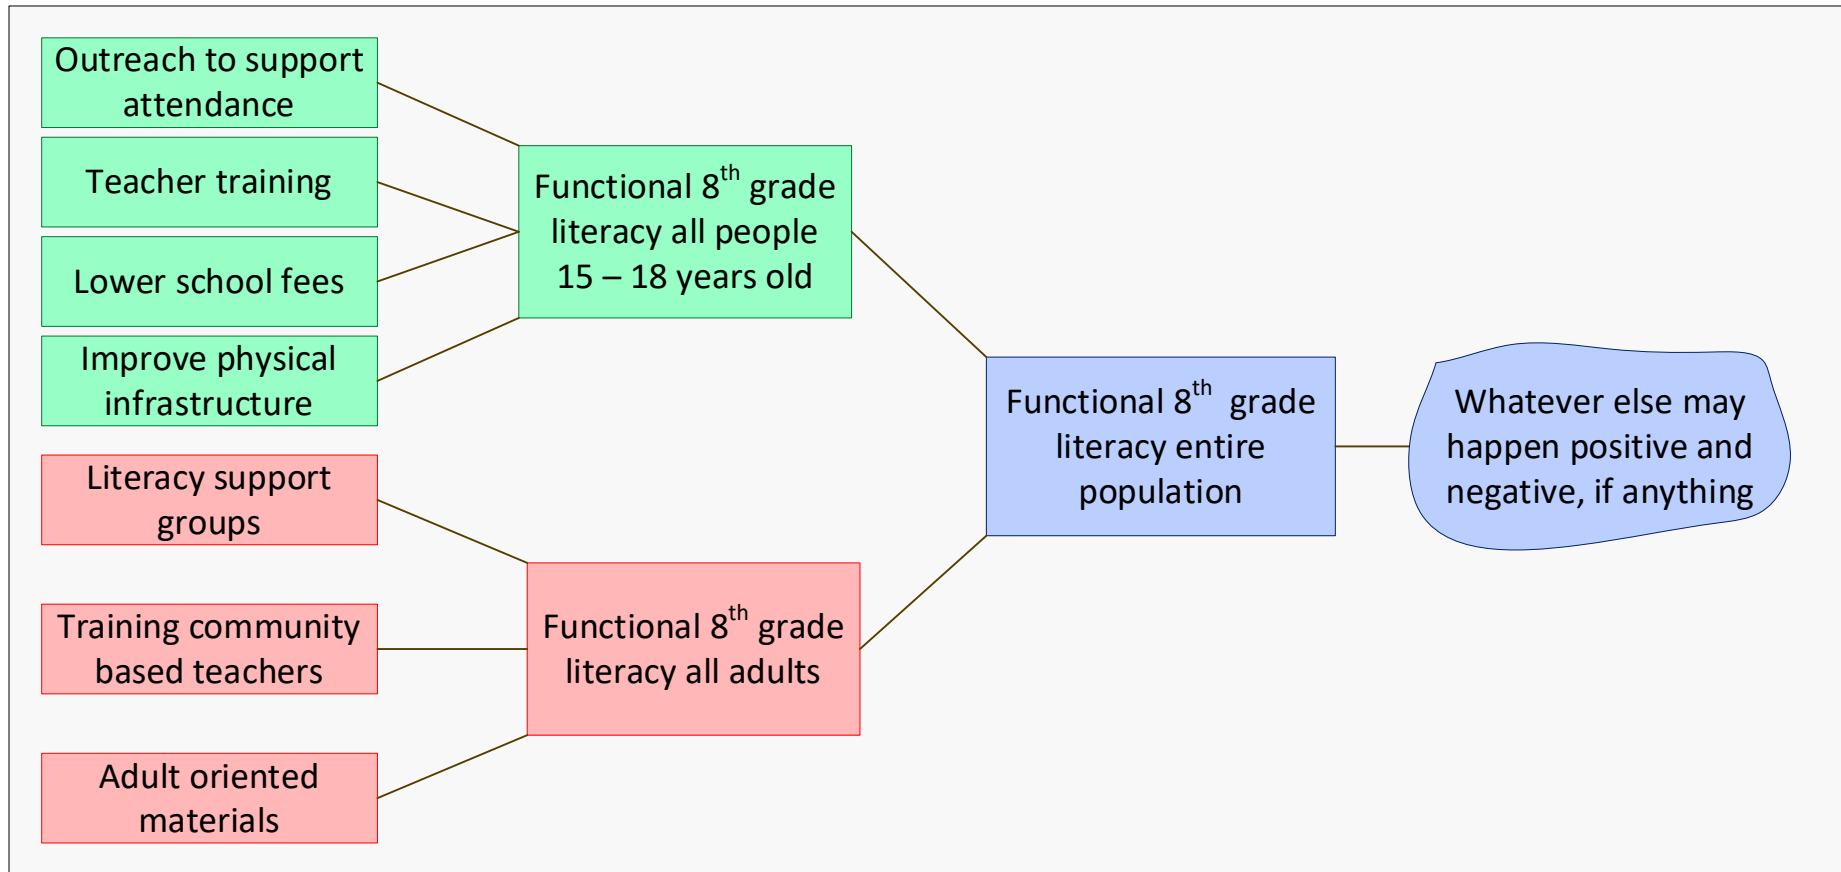 Outreach to support
attendance
Teacher training
Lower school fees
Improve physical
infrastructure
Literacy support
groups
Training community
based teachers
Adult oriented
materials
Functional 8th grade
literacy all people
15 – 18 years old
Functional 8th grade
literacy all adults
Functional 8th grade
literacy entire
population
Whatever else may
happen positive and
negative, if anything